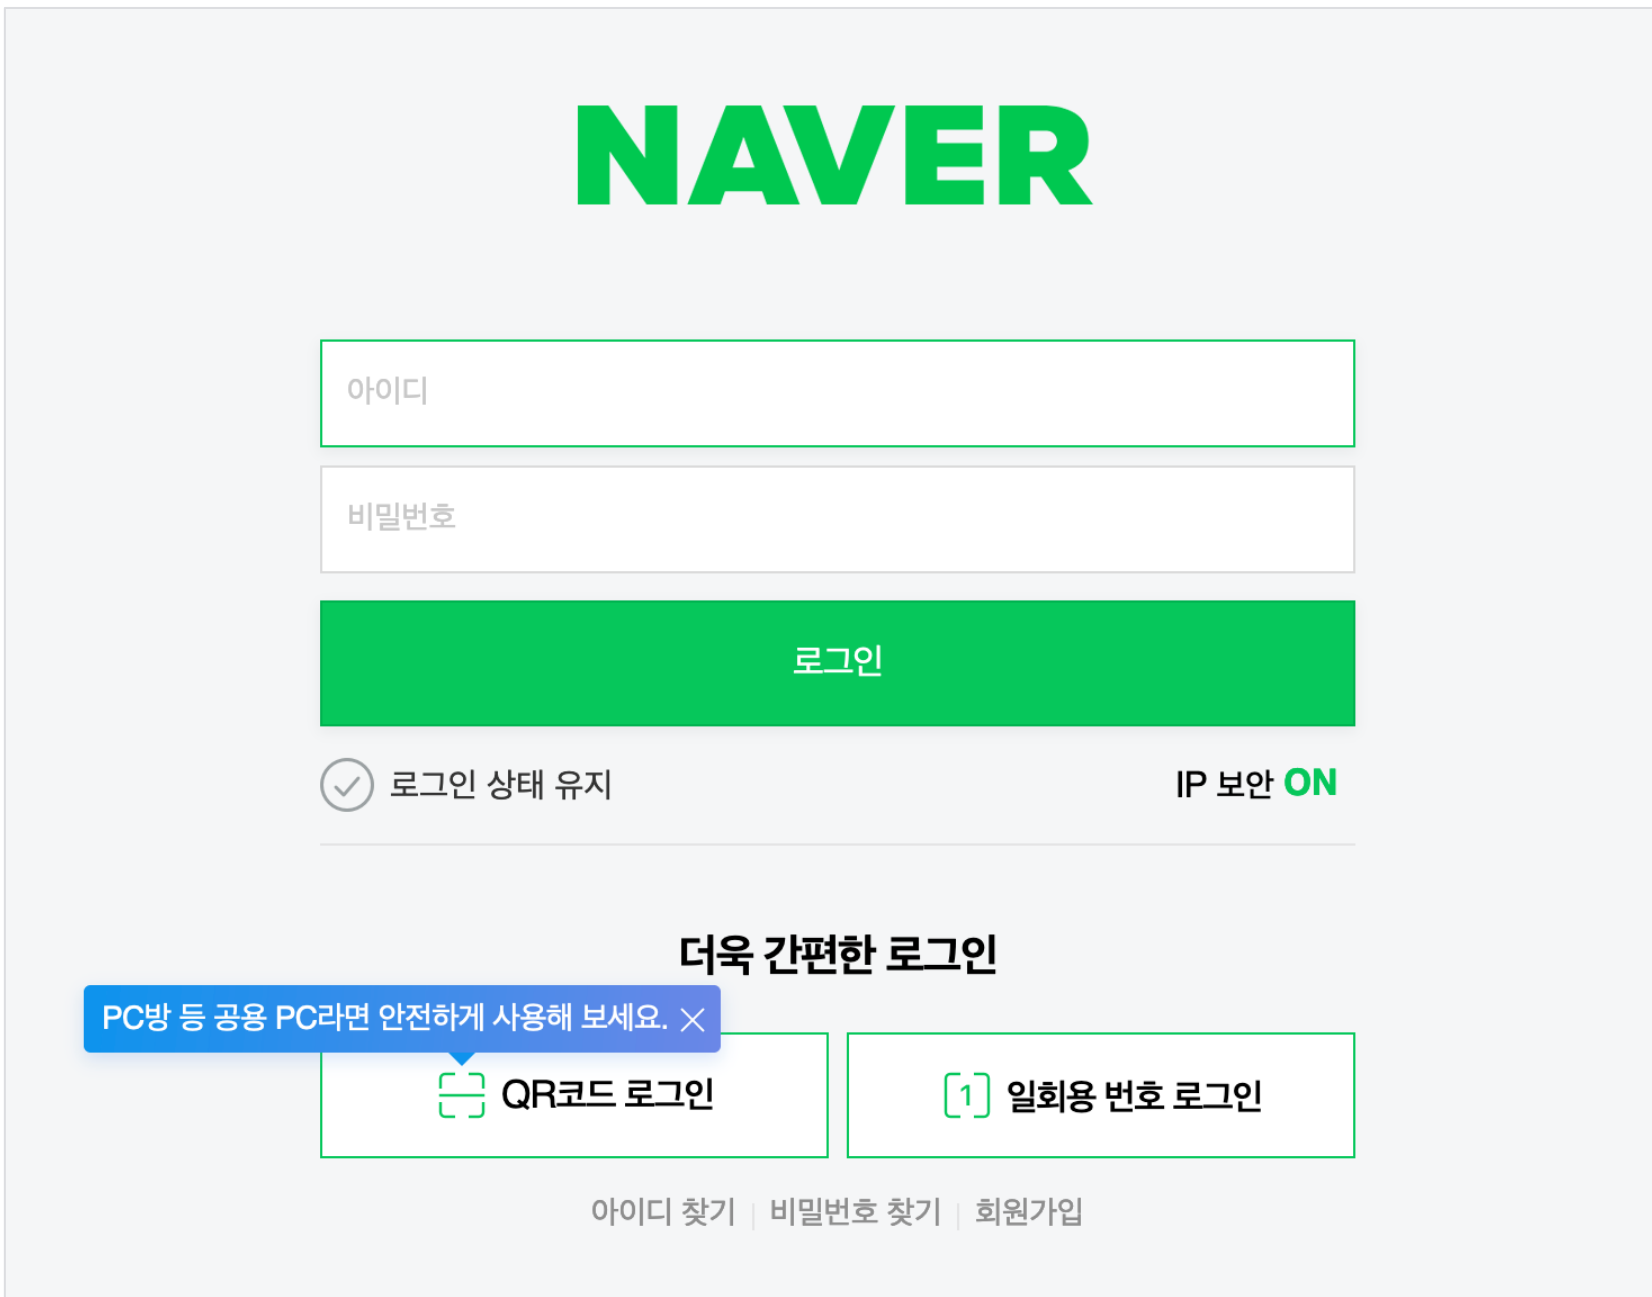 NAVER
아이디
비밀번호
로그인
로그인 상태 유지 IP 보안 ON
더욱 간편한 로그인
PC방 등 공용 PC라면 안전하게 사용해 보세요.
QR코드 로그인 1 일회용 번호 로그인
아이디 찾기 비밀번호 찾기 회원가입